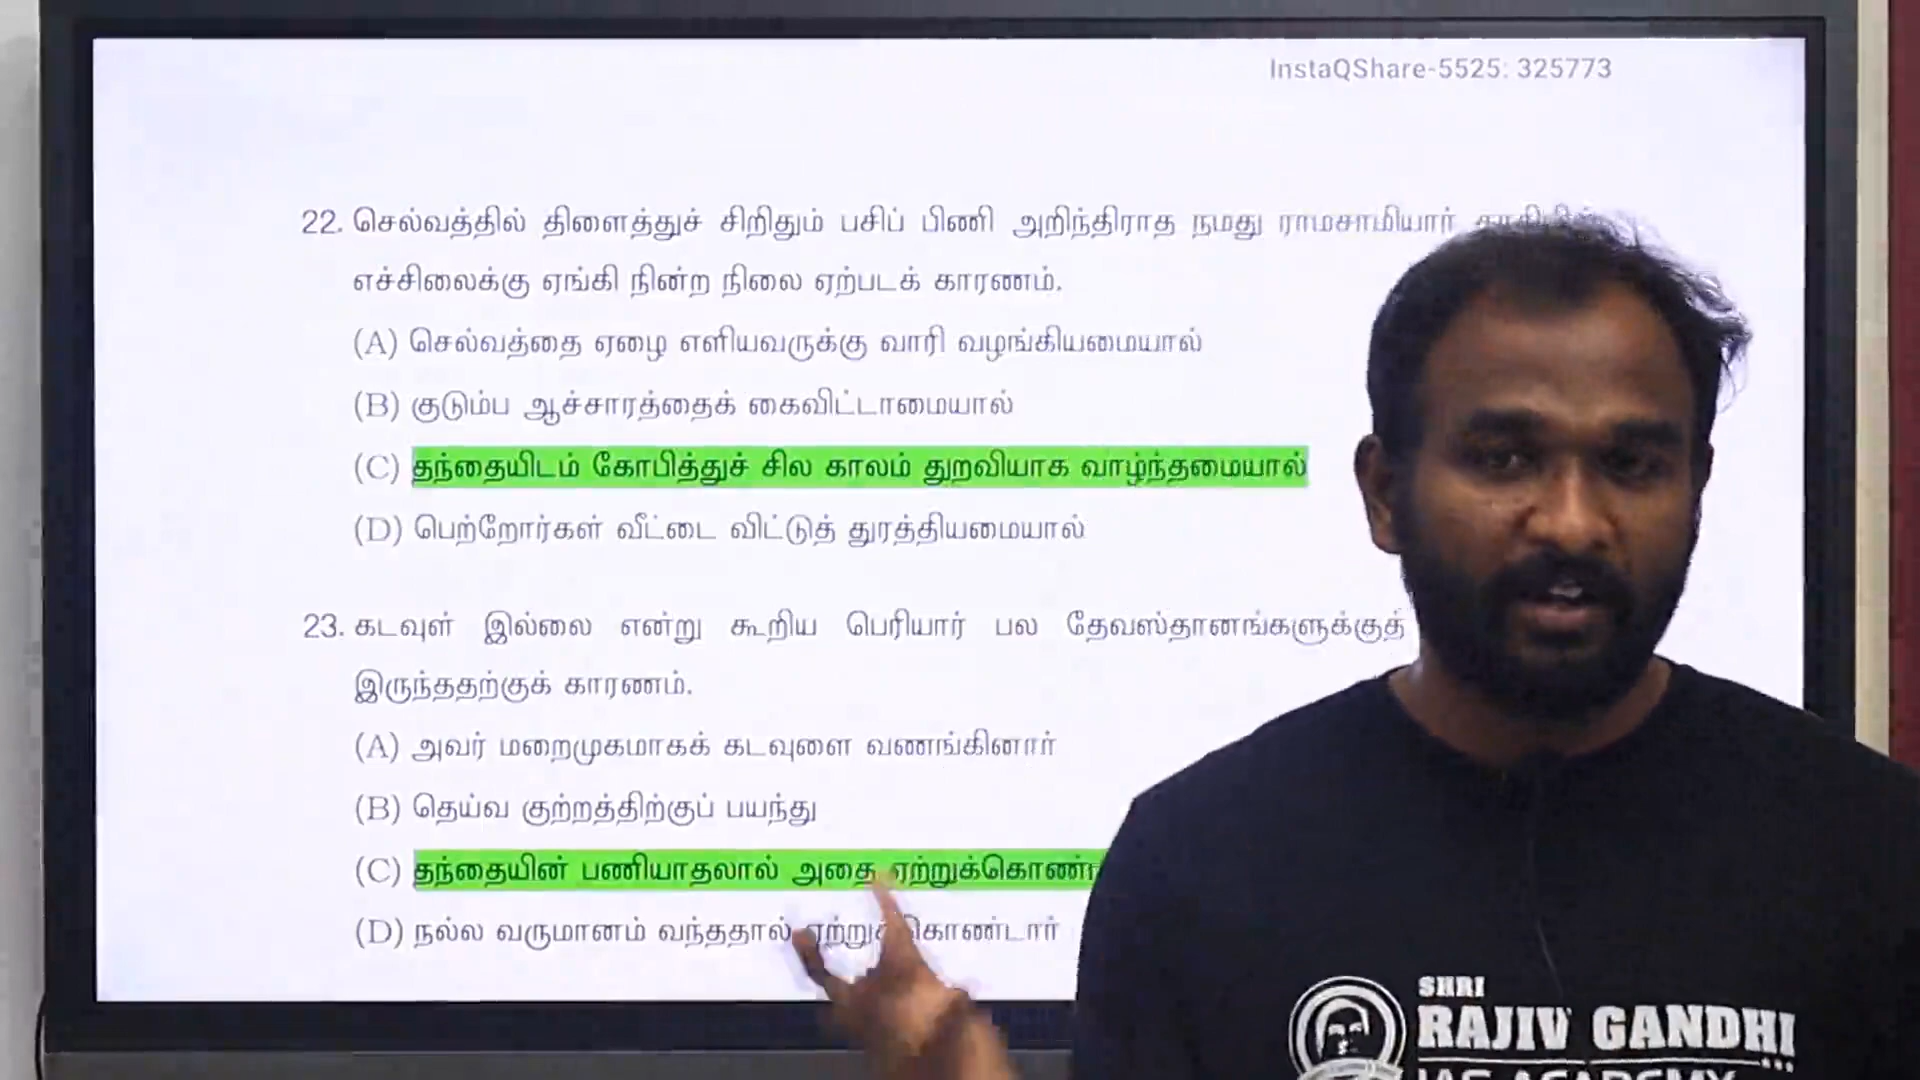 InstaQShare-5525: 325773
22. செல்வத்தில் திளைத்துச் சிறிதும் பசிப் பிணி அறிந்திராத நமது ராமசாமியார்
எச்சிலைக்கு ஏங்கி நின்ற நிலை ஏற்படக் காரணம்.
(A) செல்வத்தை ஏழை எளியவருக்கு வாரி வழங்கியமையால்
(B) குடும்ப ஆச்சாரத்தைக் கைவிட்டாமையால்
(C) தந்தையிடம் கோபித்துச் சில காலம் துறவியாக வாழ்ந்தமையால்
(D) பெற்றோர்கள் வீட்டை விட்டுத் துரத்தியமையால்
23. கடவுள் இல்லை என்று கூறிய பெரியார் பல தேவஸ்தானங்களுக்குத்
இருந்ததற்குக் காரணம்.
(A) அவர் மறைமுகமாகக் கடவுளை வணங்கினார்
(B) தெய்வ குற்றத்திற்குப் பயந்து
(C) தந்தையின் பணியாதலால் அதை
(D) நல்ல வருமானம் வந்ததால் ஏற்றுக்கொண்டார்
SHRI
RAJIV GANDHI
IAS ACADEMY